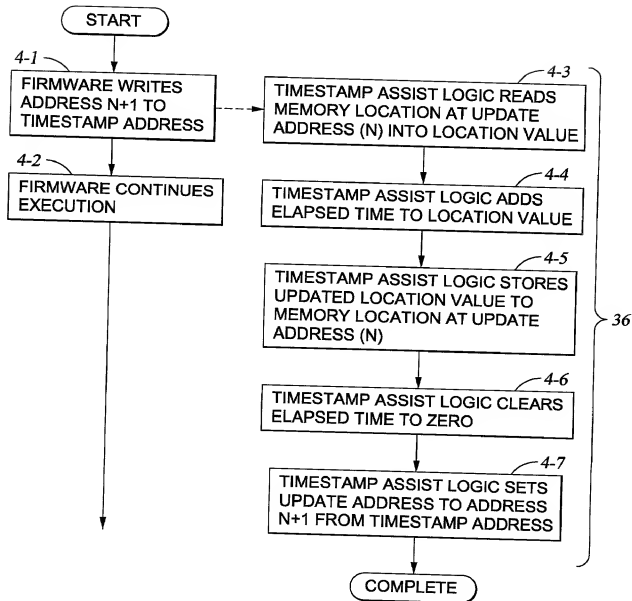 START
4-1
FIRMWARE WRITES
ADDRESS N+1 TO
TIMESTAMP ADDRESS
4-2
FIRMWARE CONTINUES
EXECUTION
4-3
TIMESTAMP ASSIST LOGIC READS
MEMORY LOCATION AT UPDATE
ADDRESS (N) INTO LOCATION VALUE
4-4
TIMESTAMP ASSIST LOGIC ADDS
ELAPSED TIME TO LOCATION VALUE
4-5
TIMESTAMP ASSIST LOGIC STORES
UPDATED LOCATION VALUE TO
MEMORY LOCATION AT UPDATE
ADDRESS (N)
36
4-6
TIMESTAMP ASSIST LOGIC CLEARS
ELAPSED TIME TO ZERO
4-7
TIMESTAMP ASSIST LOGIC SETS
UPDATE ADDRESS TO ADDRESS
N+1 FROM TIMESTAMP ADDRESS
COMPLETE